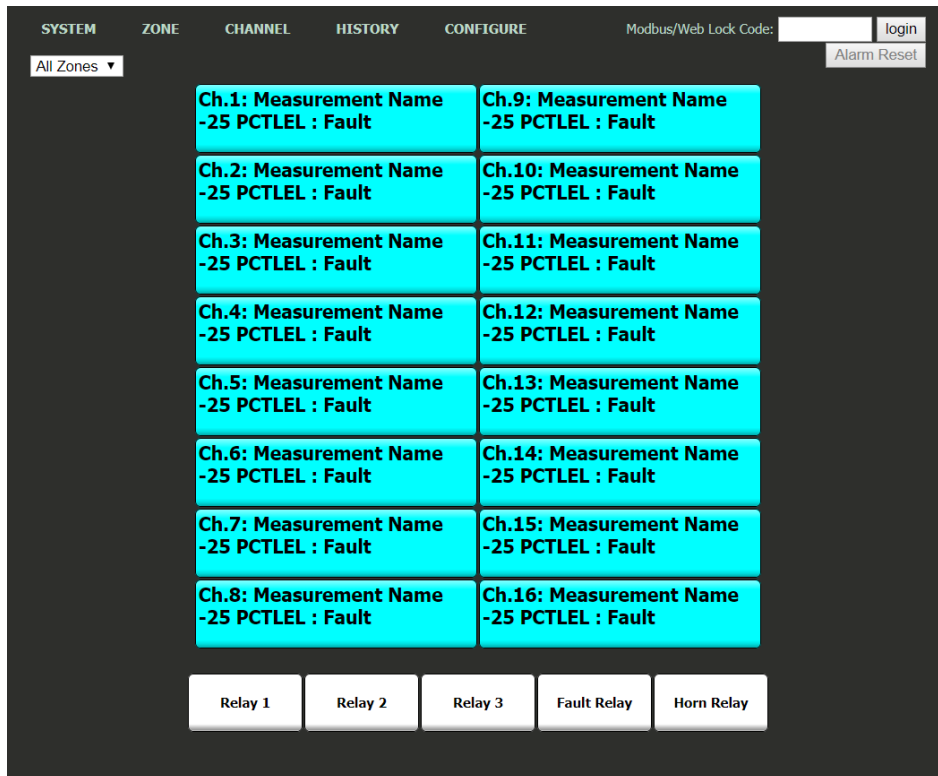 SYSTEM ZONE CHANNEL HISTORY CONFIGURE Modbus/Web Lock Code: login
All Zones Alarm Reset
Ch.1: Measurement Name
-25 PCTLEL : Fault
Ch.9: Measurement Name
-25 PCTLEL : Fault
Ch.2: Measurement Name
-25 PCTLEL : Fault
Ch.10: Measurement Name
-25 PCTLEL : Fault
Ch.3: Measurement Name
-25 PCTLEL : Fault
Ch.11: Measurement Name
-25 PCTLEL : Fault
Ch.4: Measurement Name
-25 PCTLEL : Fault
Ch.12: Measurement Name
-25 PCTLEL : Fault
Ch.5: Measurement Name
-25 PCTLEL : Fault
Ch.13: Measurement Name
-25 PCTLEL : Fault
Ch.6: Measurement Name
-25 PCTLEL : Fault
Ch.14: Measurement Name
-25 PCTLEL : Fault
Ch.7: Measurement Name
-25 PCTLEL : Fault
Ch.15: Measurement Name
-25 PCTLEL : Fault
Ch.8: Measurement Name
-25 PCTLEL : Fault
Ch.16: Measurement Name
-25 PCTLEL : Fault
Relay 1 Relay 2 Relay 3 Fault Relay Horn Relay